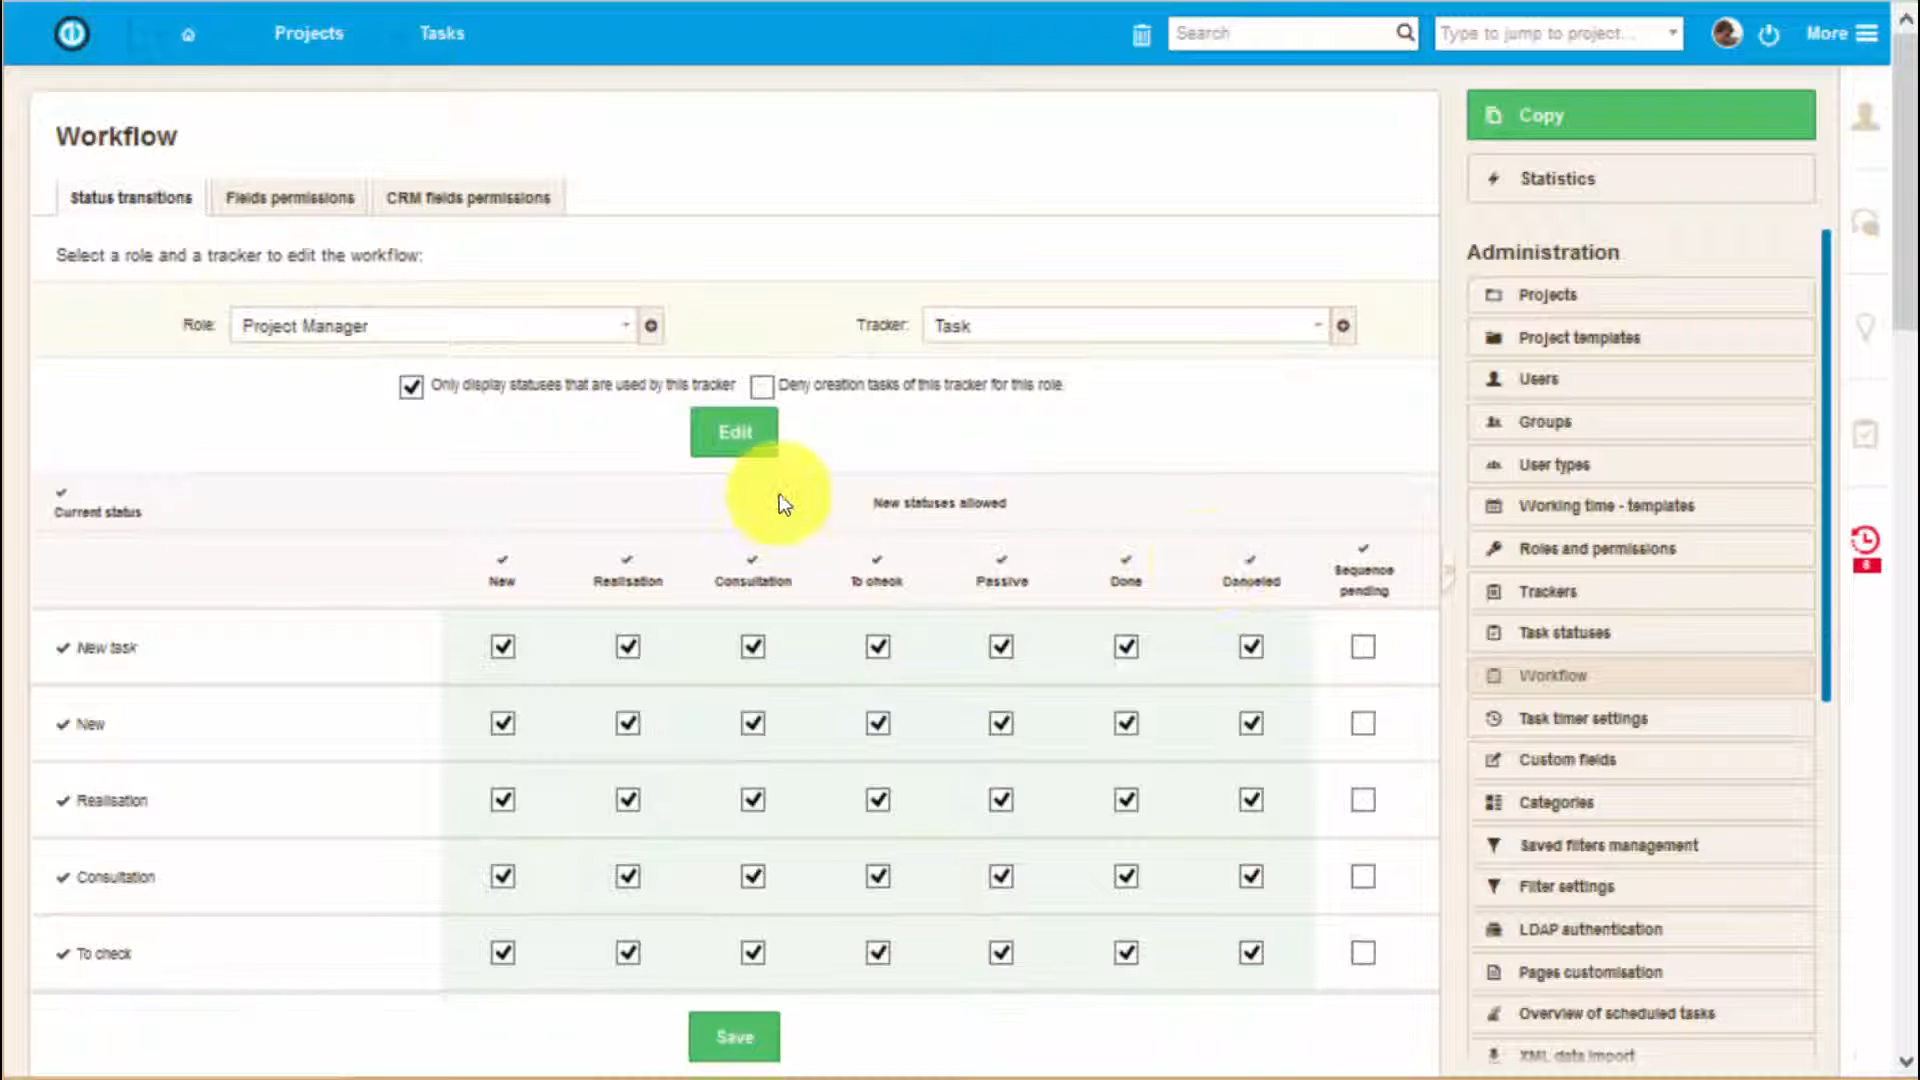 Projects
Tasks
Search
Type to jump to project...
More
Workflow
Status transitions
Fields permissions
CRM fields permissions
Select a role and a tracker to edit the workflow:
Role:
Project Manager
Tracker:
Task
Only display statuses that are used by this tracker
Deny creation tasks of this tracker for this role.
Edit
Current status
New statuses allowed
New
Realisation
Consultation
To check
Passive
Done
Canceled
Sequence
pending
New task
New
Realisation
Consultation
To check
Save
Copy
Statistics
Administration
Projects
Project templates
Users
Groups
User types
Working time - templates
Roles and permissions
Trackers
Task statuses
Workflow
Task timer settings
Custom fields
Categories
Saved filters management
Filter settings
LDAP authentication
Pages customisation
Overview of scheduled tasks
XML data import